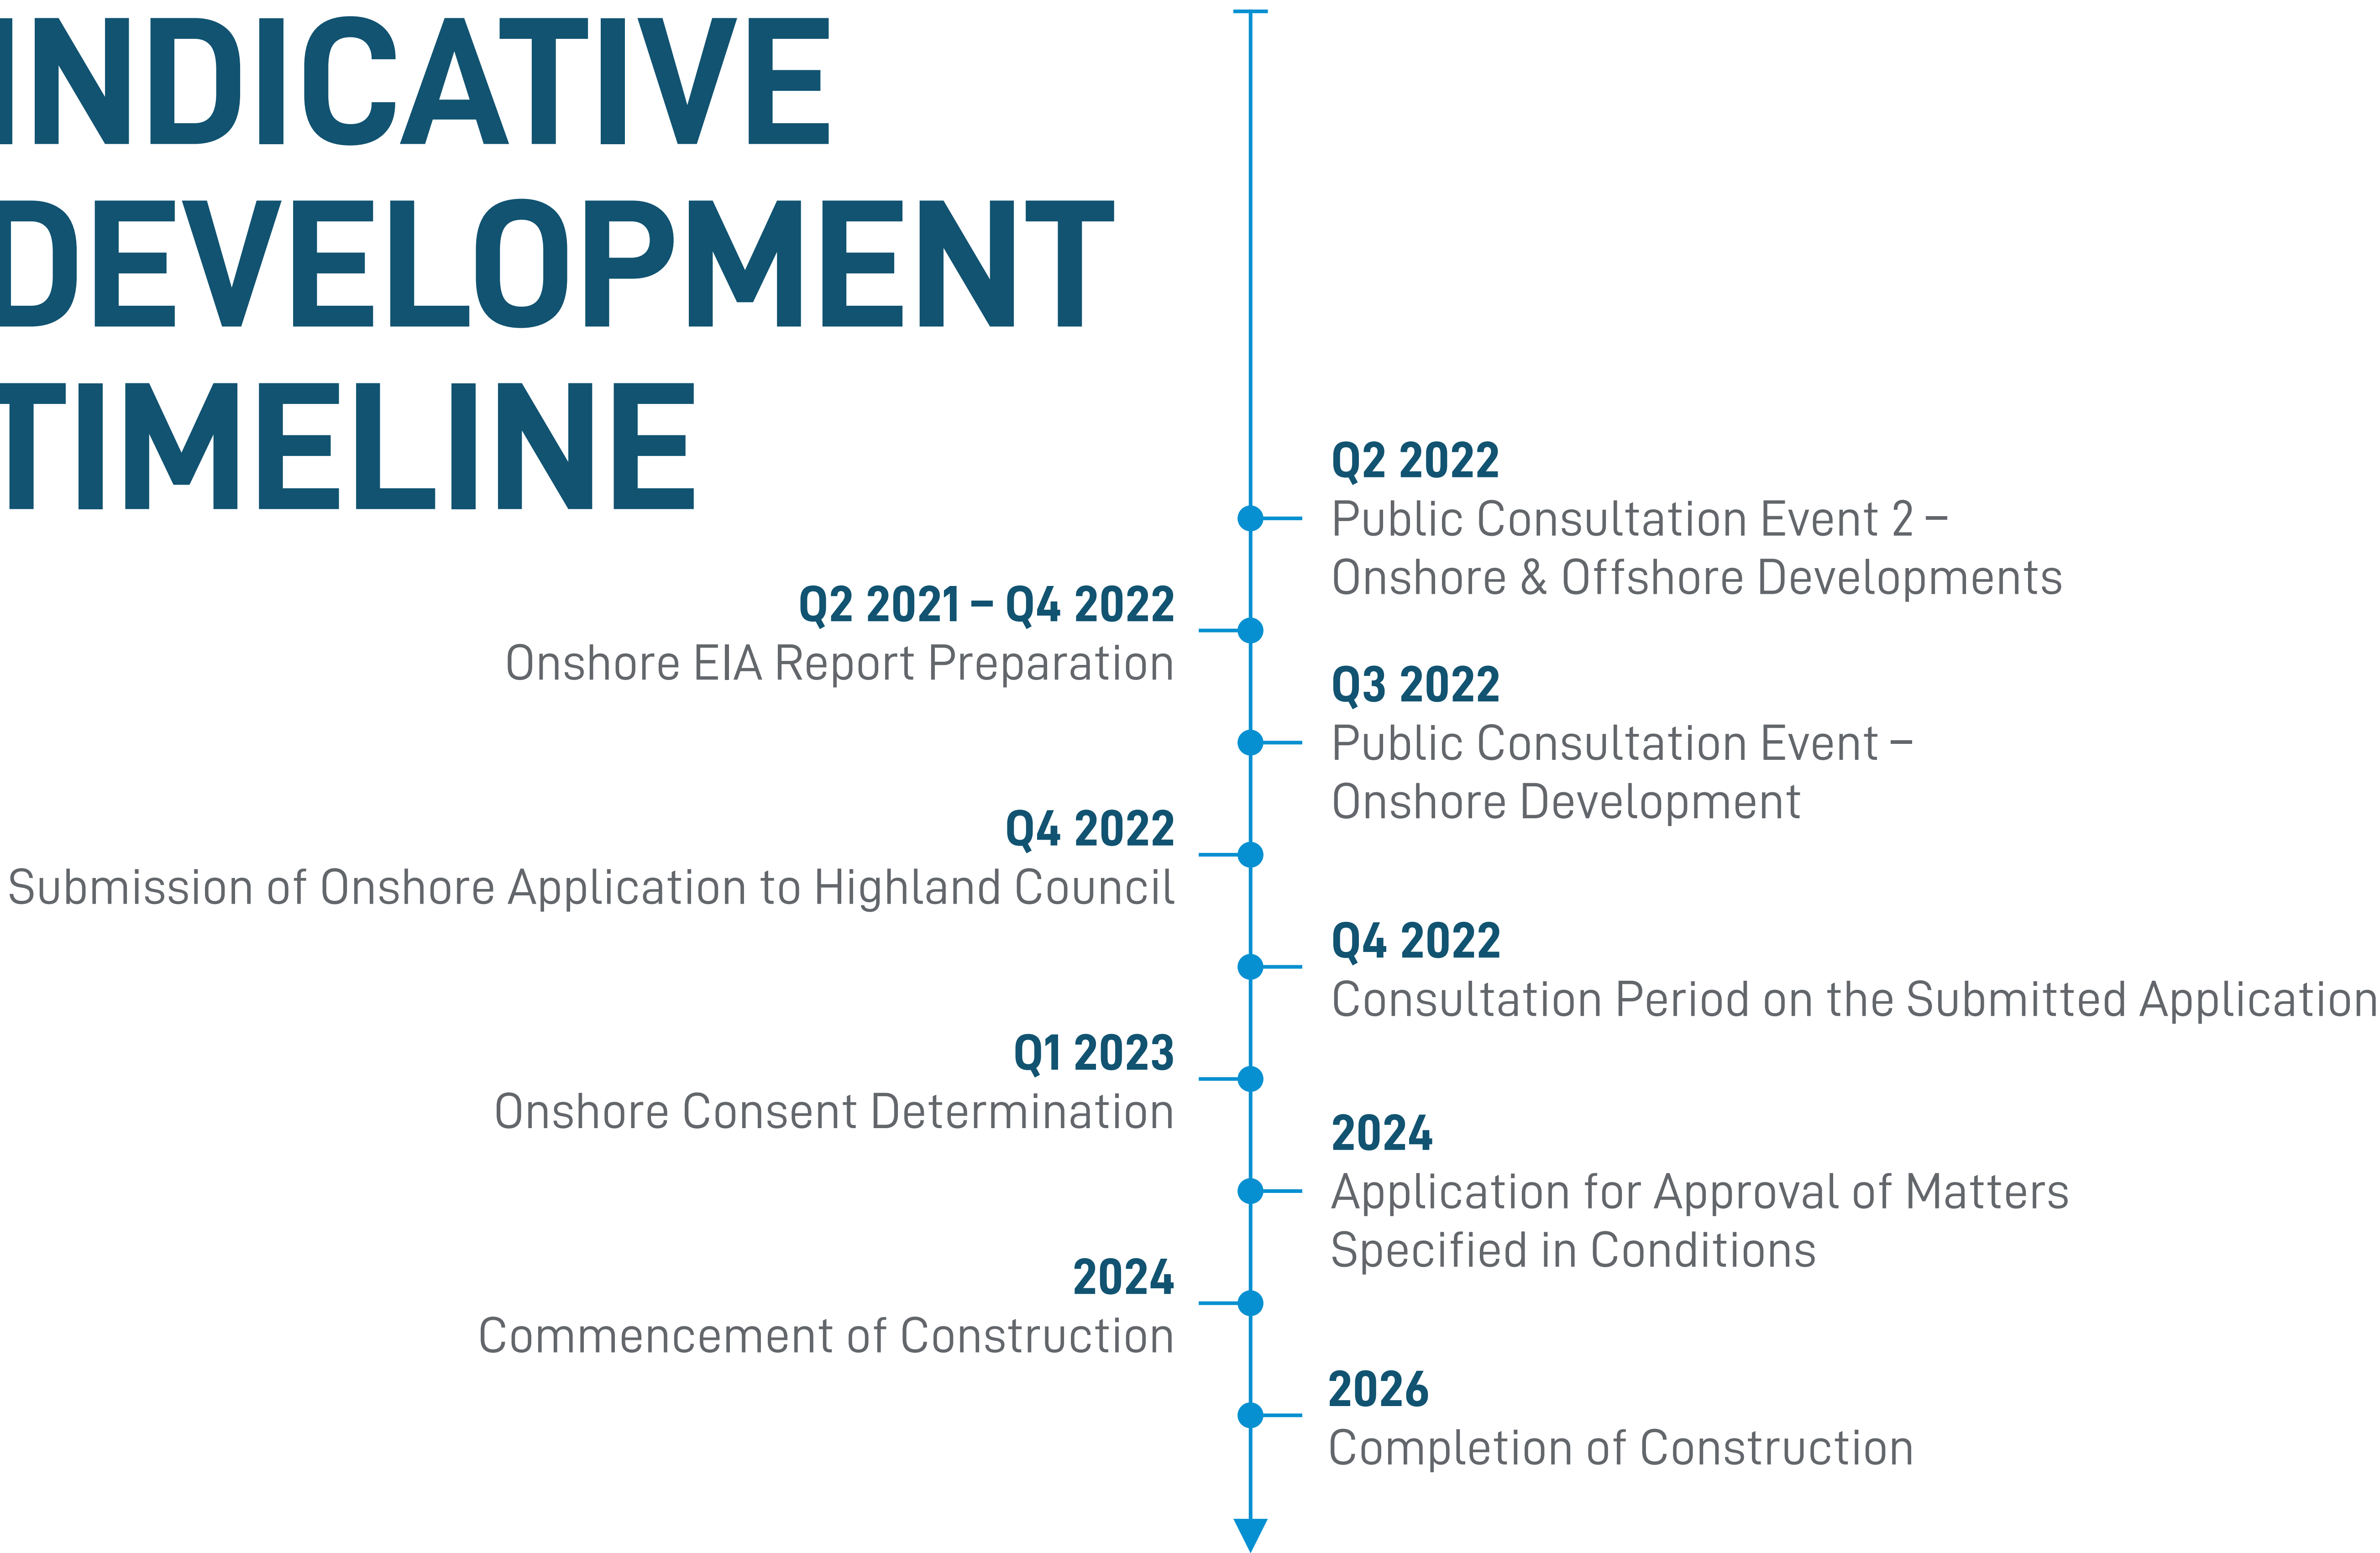 INDICATIVE
DEVELOPMENT
TIMELINE
Q2 2022
Public Consultation Event 2 –
Onshore & Offshore Developments
Q2 2021 – Q4 2022
Onshore EIA Report Preparation
Q3 2022
Public Consultation Event –
Onshore Development
Q4 2022
Submission of Onshore Application to Highland Council
Q4 2022
Consultation Period on the Submitted Application
Q1 2023
Onshore Consent Determination
2024
Application for Approval of Matters
Specified in Conditions
2024
Commencement of Construction
2026
Completion of Construction